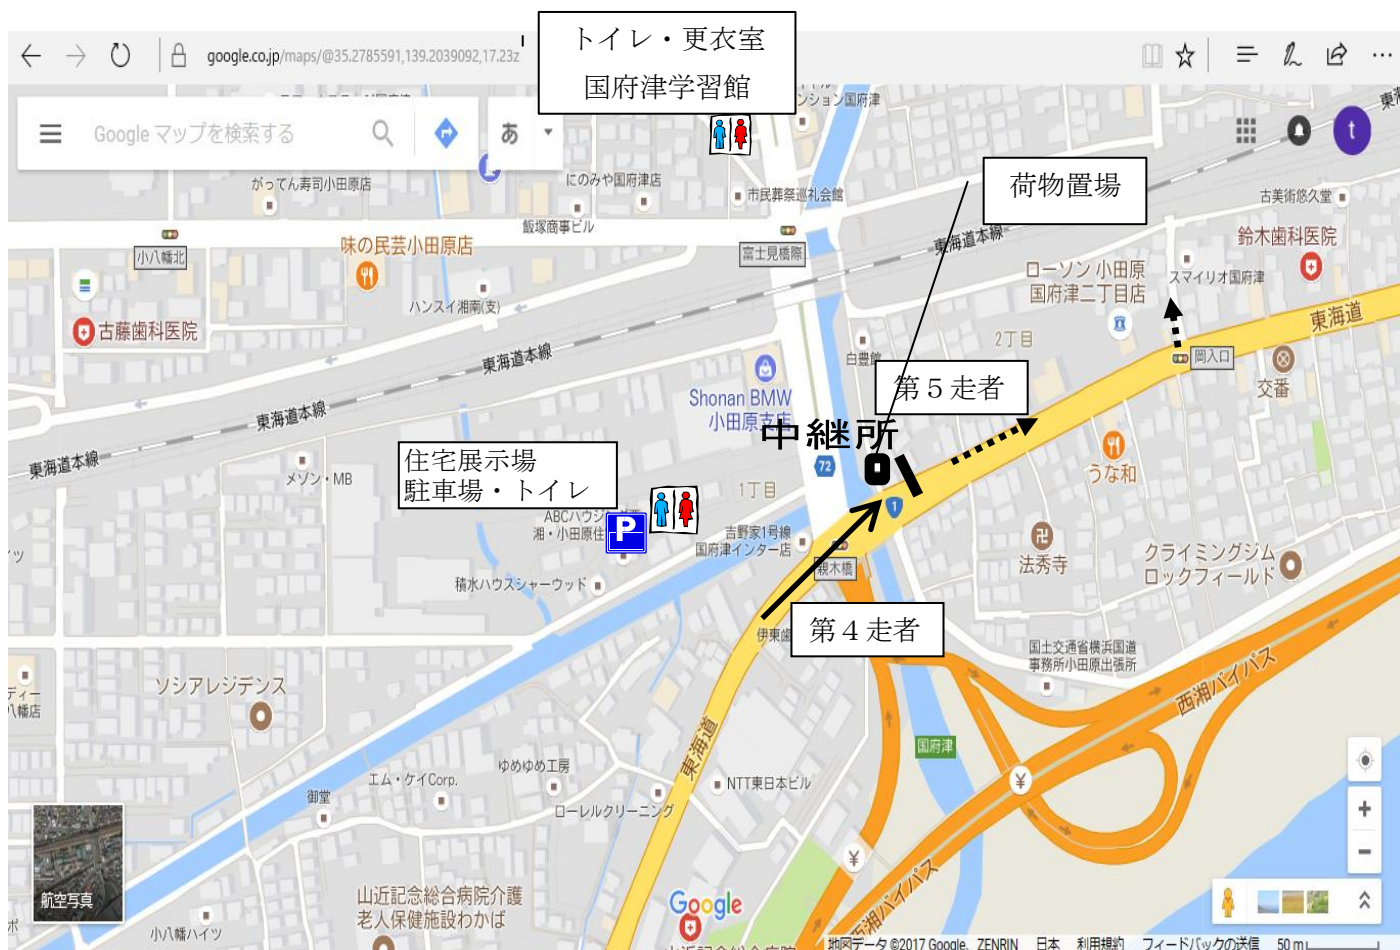 トイレ・更衣室
国府津学習館
google.co.jp/maps/@35.2785591,139.2039092,17.23z
Google マップを検索する
あ
t
ション国府津
がってん寿司小田原店
にのみや国府津店
市民葬祭巡礼会館
荷物置場
古美術悠久堂
飯塚商事ビル
小八幡北
味の民芸小田原店
富士見橋際
東海道本線
鈴木歯科医院
ローソン 小田原
国府津二丁目店
スマイリオ国府津
ハンスイ湘南(支)
古藤歯科医院
東海道本線
白豊館
2丁目
東海道
岡入口
交番
Shonan BMW
小田原支店
第5走者
東海道本線
中継所
住宅展示場
駐車場・トイレ
東海道本線
メゾン・MB
72
1丁目
うな和
1
P
吉野家1号線
国府津インター店
親木橋
法秀寺
クライミングジム
ロックフィールド
積水ハウスシャーウッド
第4走者
国土交通省横浜国道
事務所小田原出張所
西湘バイパス
ソシアレジデンス
八幡店
東海道
国府津
¥
ゆめゆめ工房
エム・ケイCorp.
NTT東日本ビル
御堂
ローレルクリーニング
¥
航空写真
山近記念総合病院介護
老人保健施設わかば
小八幡ハイツ
Google
西湘バイパス
地図データ ©2017 Google、ZENRIN 日本 利用規約 フィードバックの送信 50 m